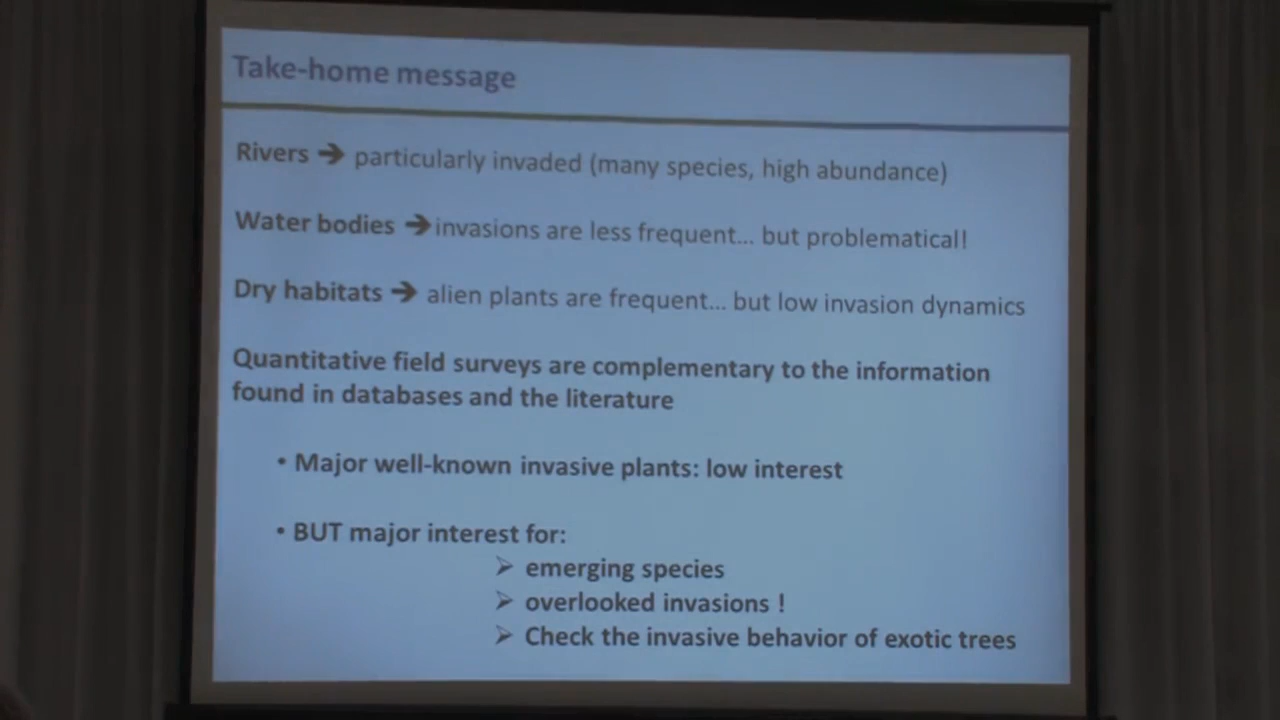 Take-home message
Rivers ➔ particularly invaded (many species, high abundance)
Water bodies ➔ invasions are less frequent... but problematical!
Dry habitats ➔ alien plants are frequent... but low invasion dynamics
Quantitative field surveys are complementary to the information
found in databases and the literature
• Major well-known invasive plants: low interest
• BUT major interest for:
➢ emerging species
➢ overlooked invasions !
➢ Check the invasive behavior of exotic trees